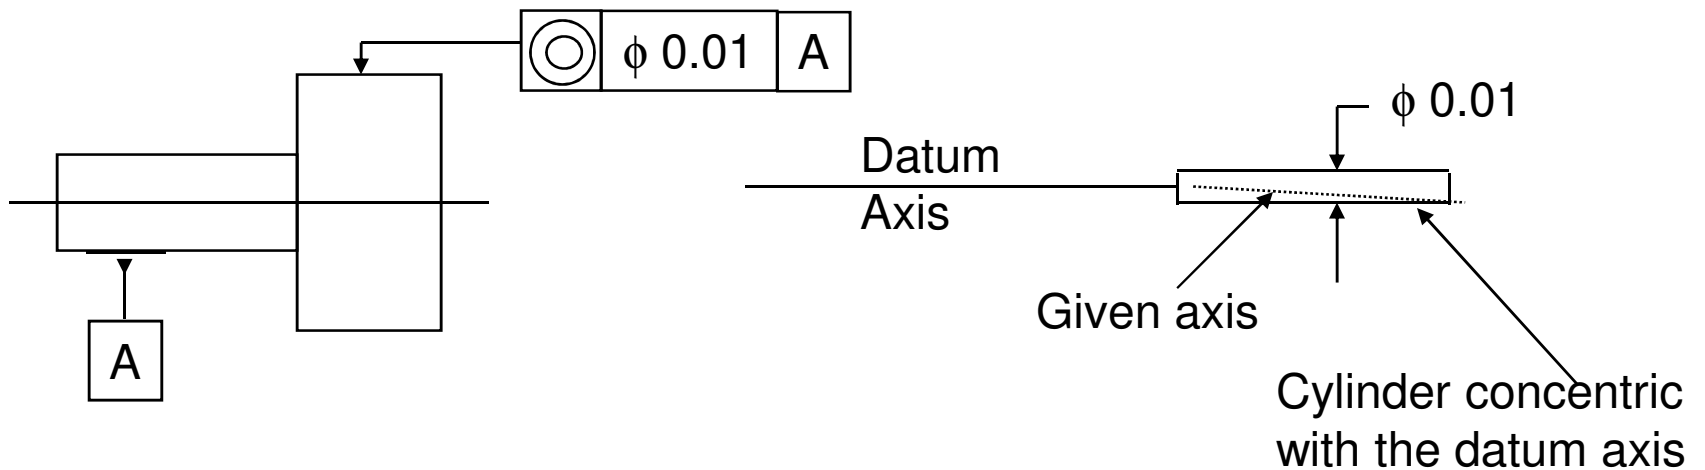 ϕ 0.01 A
A
Datum
Axis
ϕ 0.01
Given axis
Cylinder concentric
with the datum axis